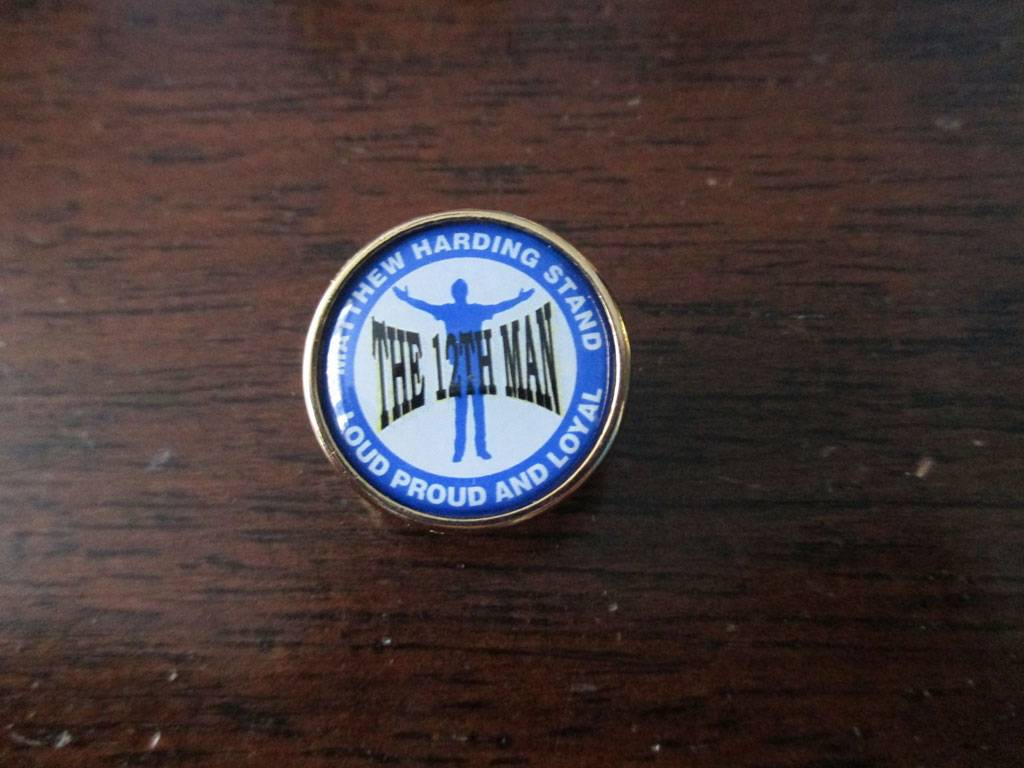 MATTHEW HARDING STAND
THE 12TH MAN
LOUD PROUD AND LOYAL